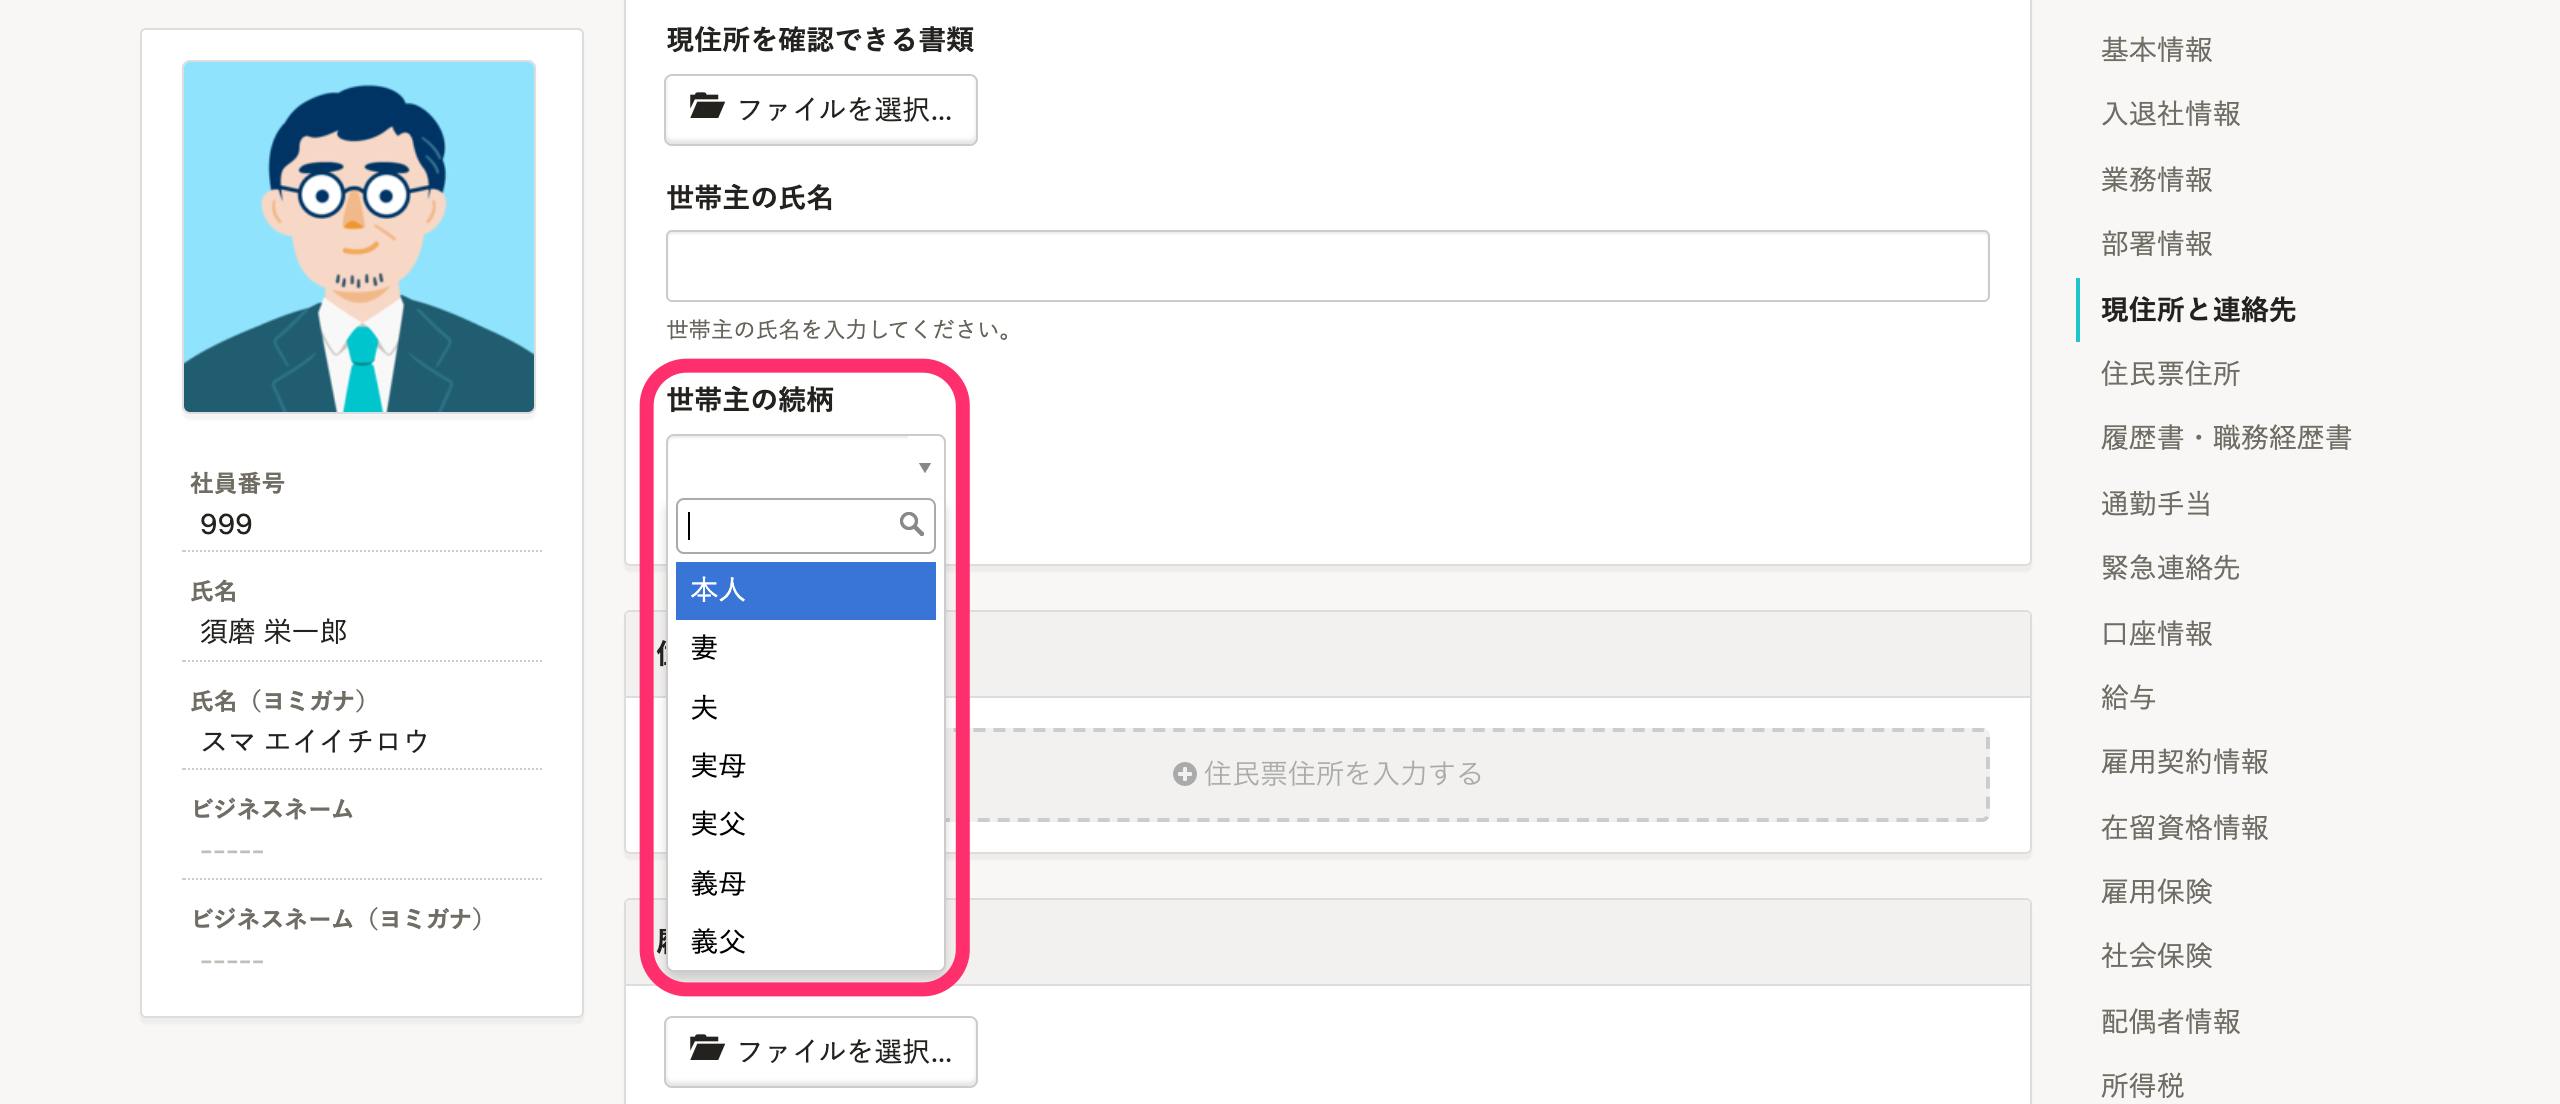 社員番号
999
氏名
須磨 栄一郎
氏名（ヨミガナ）
スマ エイイチロウ
ビジネスネーム
-----
ビジネスネーム（ヨミガナ）
-----
現住所を確認できる書類
ファイルを選択...
世帯主の氏名
世帯主の氏名を入力してください。
世帯主の続柄
本人
妻
夫
実母
実父
義母
義父
住民票住所を入力する
ファイルを選択...
基本情報
入退社情報
業務情報
部署情報
現住所と連絡先
住民票住所
履歴書・職務経歴書
通勤手当
緊急連絡先
口座情報
給与
雇用契約情報
在留資格情報
雇用保険
社会保険
配偶者情報
所得税